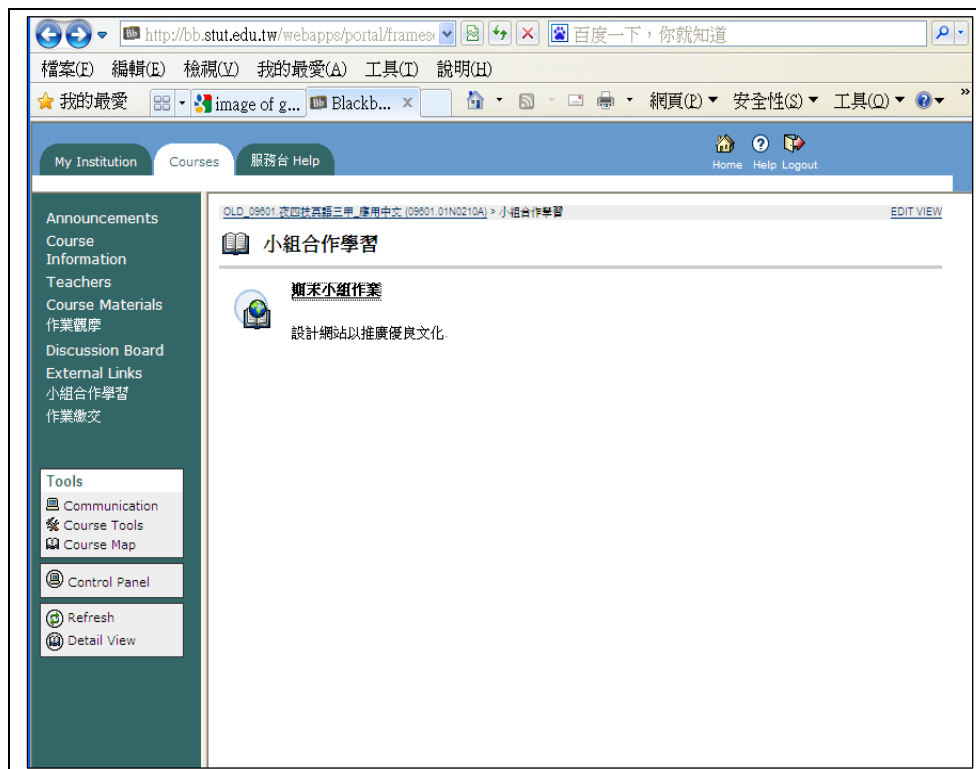 http://bb.stut.edu.tw/webapps/portal/frames
百度一下，你就知道
檔案(F) 編輯(E) 檢視(V) 我的最愛(A) 工具(T) 說明(H)
我的最愛 image of g... Blackb... x 網頁(P) 安全性(S) 工具(O) »
My Institution Courses 服務台 Help
Home Help Logout
OLD_09601.夜四技英語三甲_應用中文 (09601.01N0210A) > 小組合作學習 EDIT VIEW
小組合作學習
期末小組作業
設計網站以推廣優良文化.
Announcements
Course
Information
Teachers
Course Materials
作業觀摩
Discussion Board
External Links
小組合作學習
作業繳交
Tools
Communication
Course Tools
Course Map
Control Panel
Refresh
Detail View